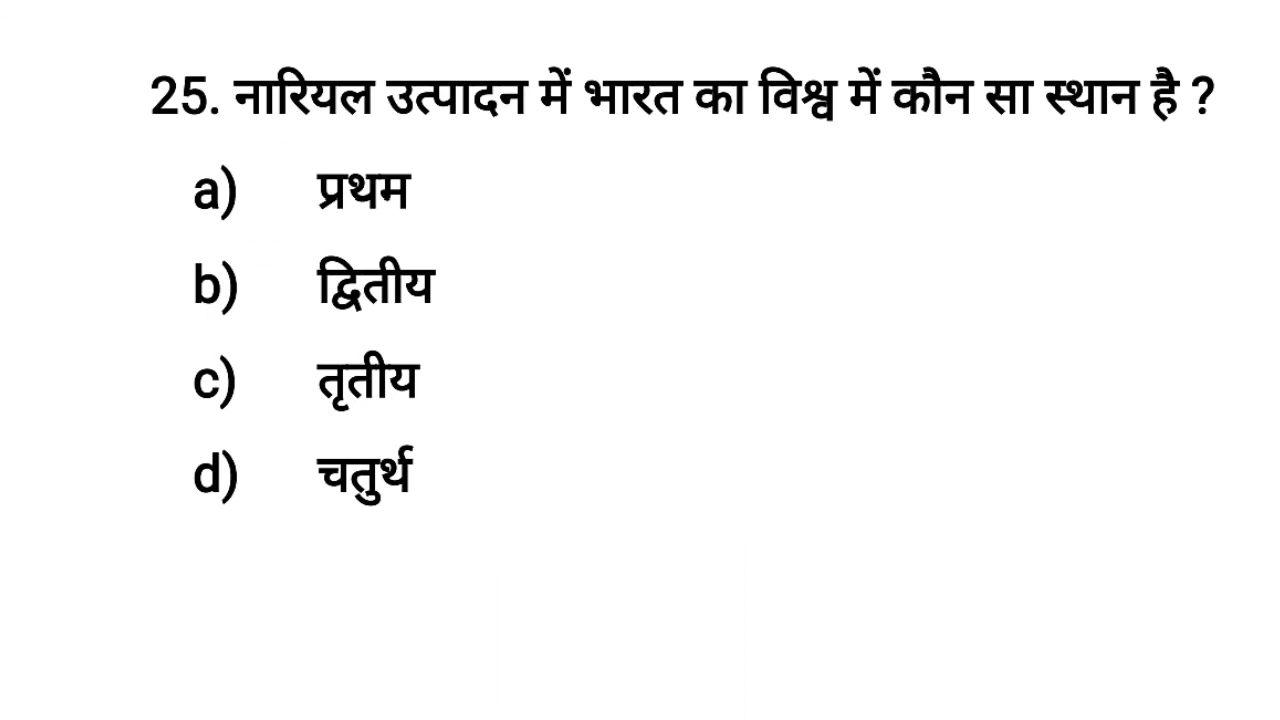 25. नारियल उत्पादन में भारत का विश्व में कौन सा स्थान है ?
a) प्रथम
b) द्वितीय
c) तृतीय
d) चतुर्थ